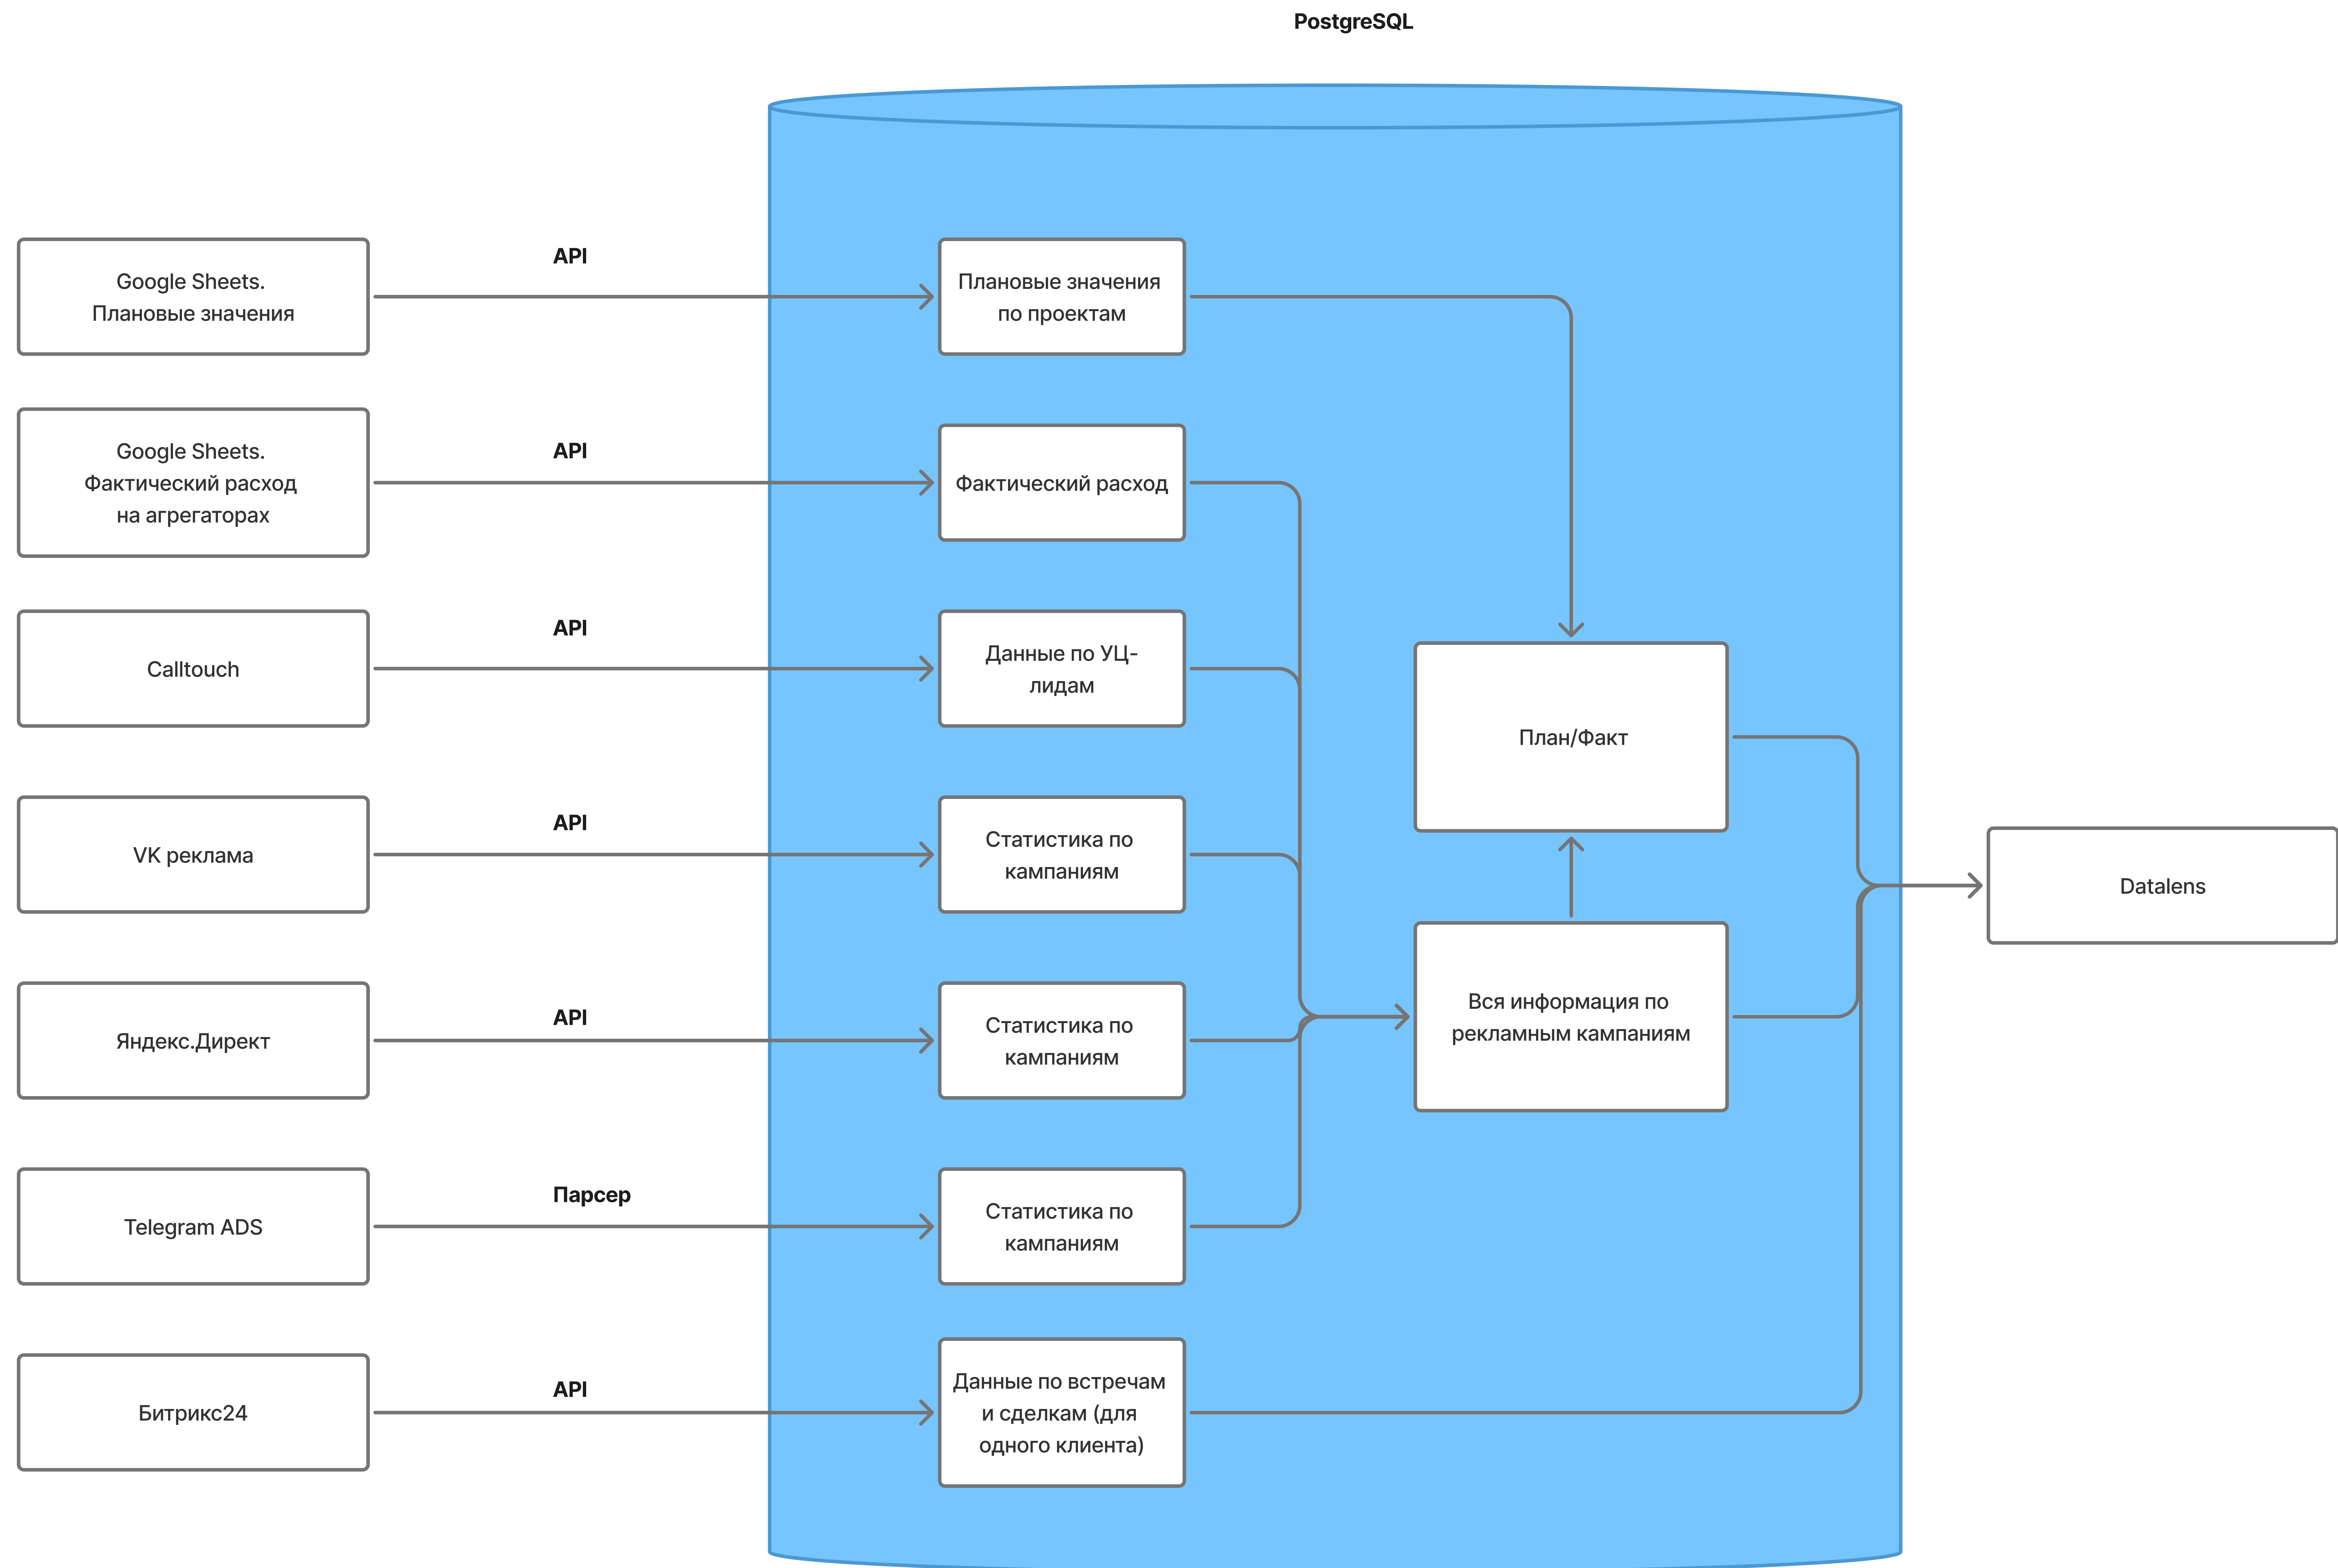 PostgreSQL
Google Sheets.
Плановые значения
API
Плановые значения
по проектам
Google Sheets.
Фактический расход
на агрегаторах
API
Фактический расход
Calltouch
API
Данные по УЦ-
лидам
План/Факт
VK реклама
API
Статистика по
кампаниям
Datalens
Яндекс.Директ
API
Статистика по
кампаниям
Вся информация по
рекламным кампаниям
Telegram ADS
Парсер
Статистика по
кампаниям
Битрикс24
API
Данные по встречам
и сделкам (для
одного клиента)